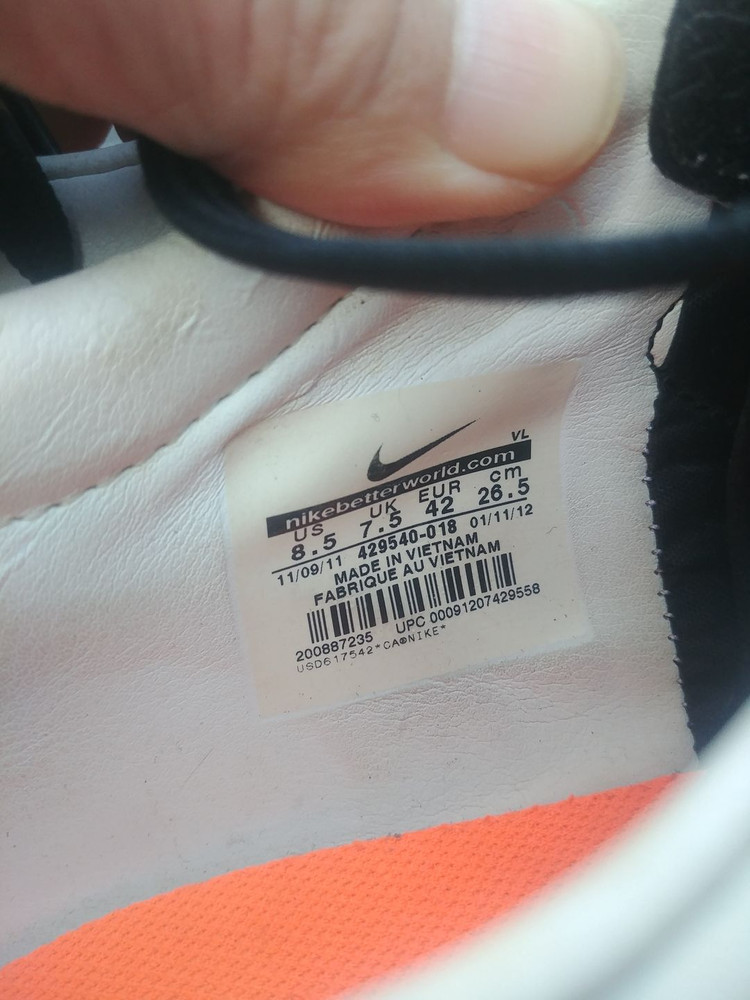 VL
nikebetterworld.com
US UK EUR cm
8.5 7.5 42 26.5
11/09/11 429540-018 01/11/12
MADE IN VIETNAM
FABRIQUE AU VIETNAM
200887235 UPC 00091207429558
USD617542*CA®NIKE*